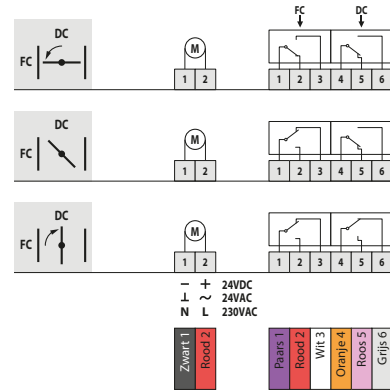 FC DC
DC
FC M
1 2 1 2 3 4 5 6
DC
FC M
1 2 1 2 3 4 5 6
DC
FC M
1 2 1 2 3 4 5 6
− + 24VDC
⊥ ~ 24VAC
N L 230VAC
Zwart 1
Rood 2
Paars 1
Rood 2
Wit 3
Oranje 4
Roos 5
Grijs 6